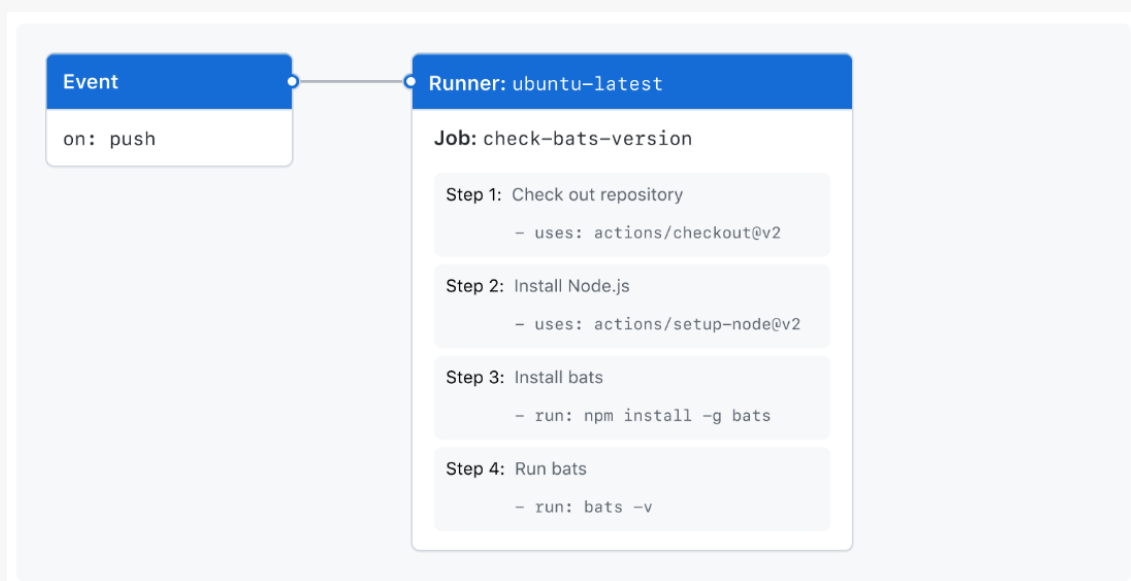 Event
on: push
Runner: ubuntu-latest
Job: check-bats-version
Step 1: Check out repository
- uses: actions/checkout@v2
Step 2: Install Node.js
- uses: actions/setup-node@v2
Step 3: Install bats
- run: npm install -g bats
Step 4: Run bats
- run: bats -v